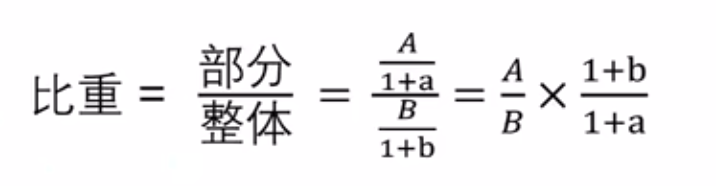 比重 = 部分/整体 = (A/(1+a))/(B/(1+b)) = A/B × (1+b)/(1+a)